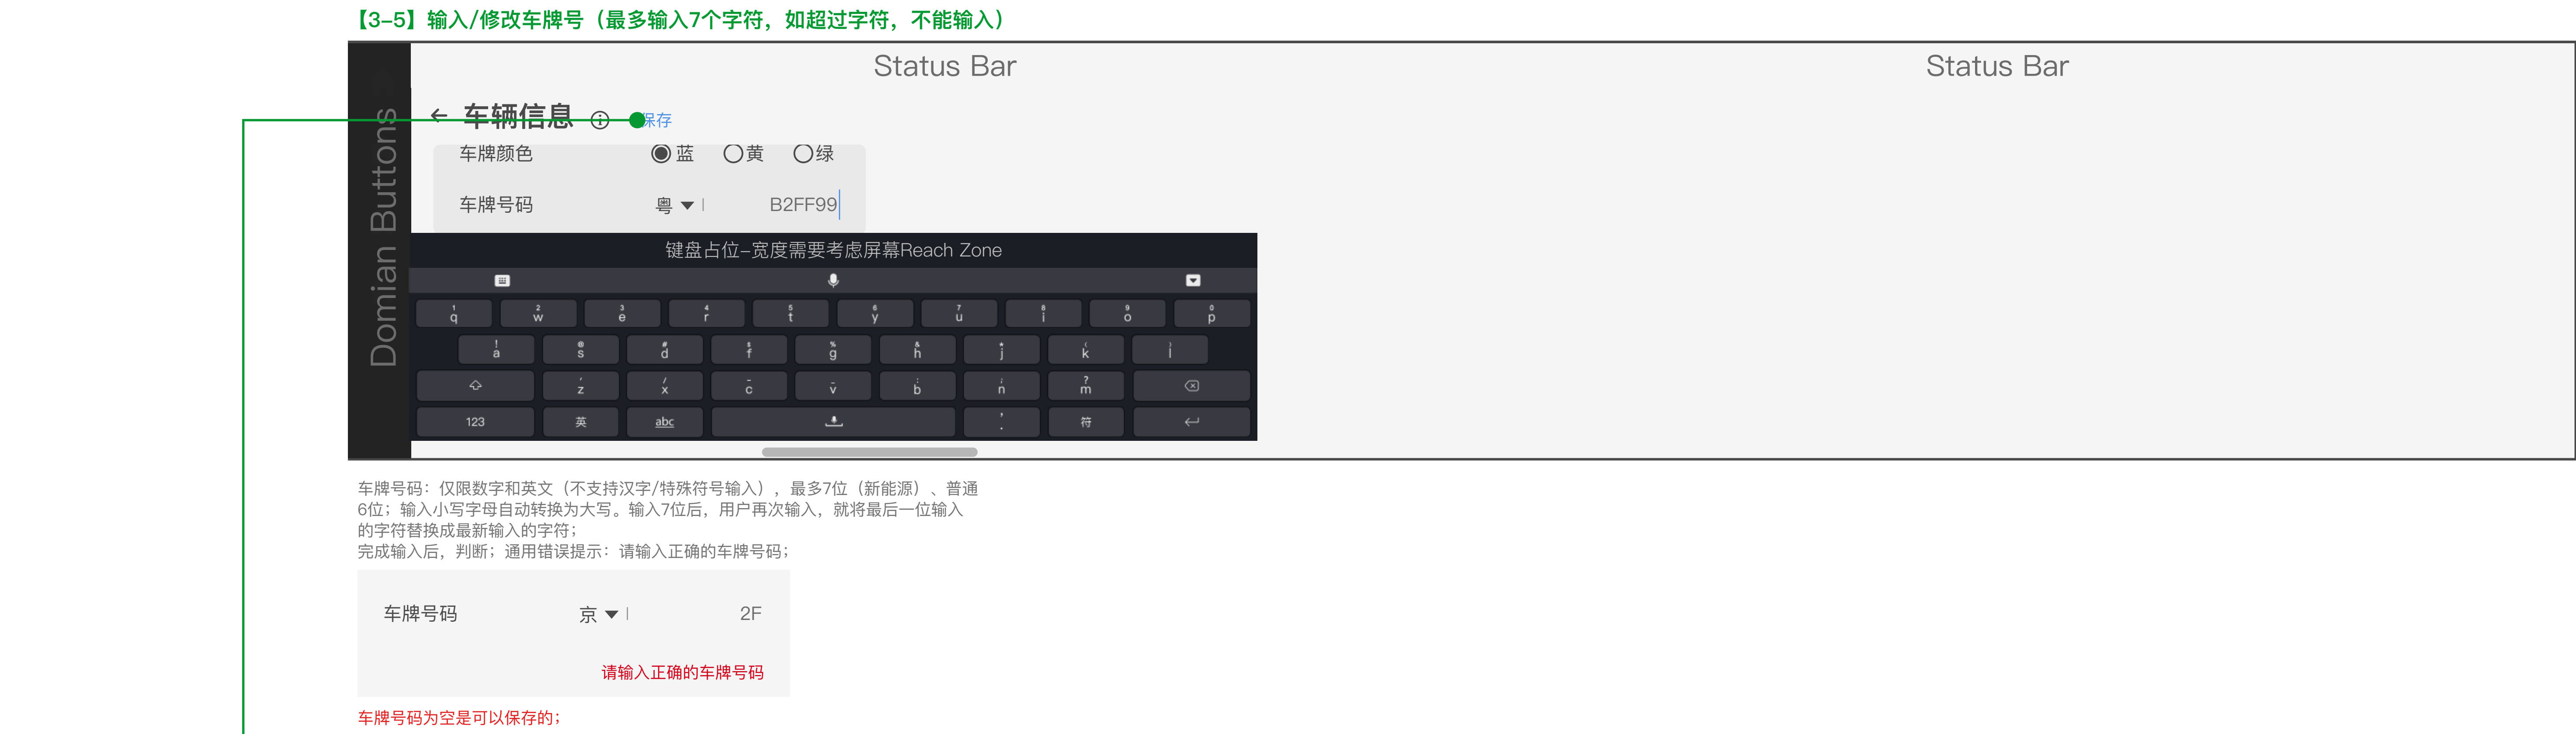 【3-5】输入/修改车牌号（最多输入7个字符，如超过字符，不能输入）
Status Bar
Status Bar
Domian Buttons
车辆信息
保存
车牌颜色 蓝 黄 绿
车牌号码 粤 B2FF99
键盘占位-宽度需要考虑屏幕Reach Zone
1 2 3 4 5 6 7 8 9 0
q w e r t y u i o p
! @ # $ % & * ( )
a s d f g h j k l
' / - _ : ; ?
z x c v b n m
123 英 abc , . 符
车牌号码：仅限数字和英文（不支持汉字/特殊符号输入），最多7位（新能源）、普通
6位；输入小写字母自动转换为大写。输入7位后，用户再次输入，就将最后一位输入
的字符替换成最新输入的字符；
完成输入后，判断；通用错误提示：请输入正确的车牌号码；
车牌号码 京 2F
请输入正确的车牌号码
车牌号码为空是可以保存的；